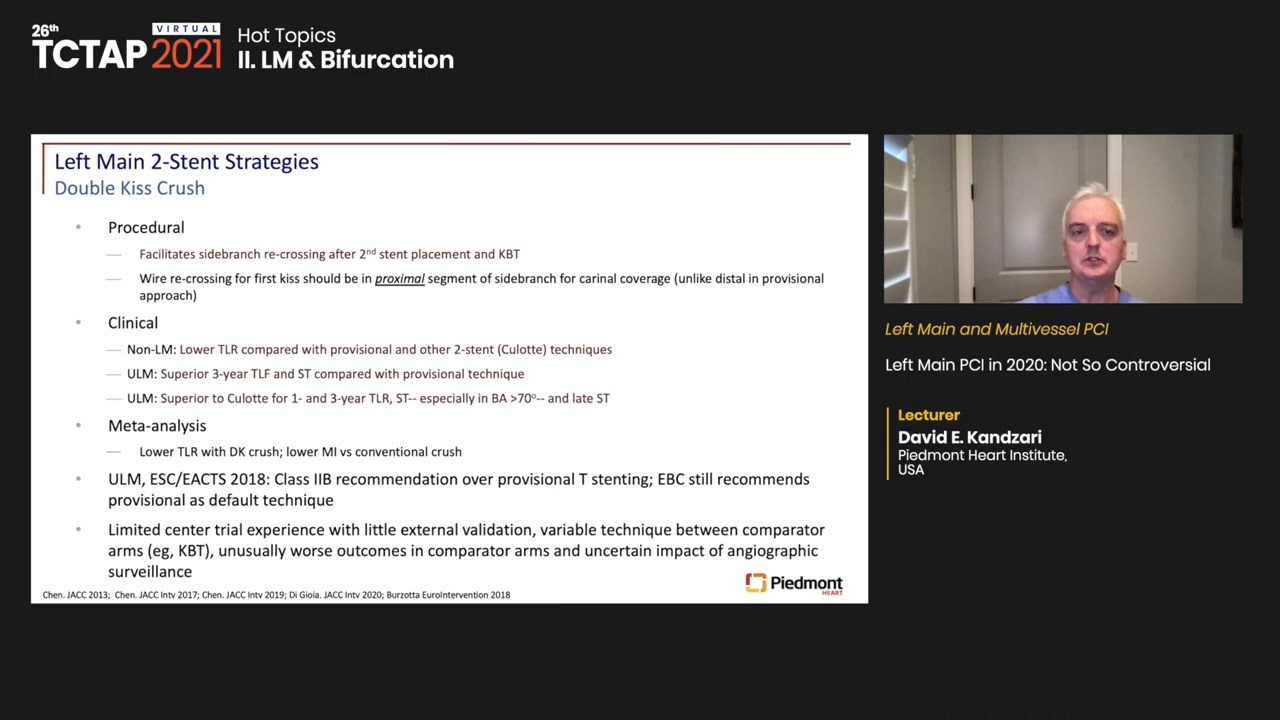 26th
VIRTUAL
TCTAP 2021
Hot Topics
II. LM & Bifurcation
Left Main 2-Stent Strategies
Double Kiss Crush
• Procedural
— Facilitates sidebranch re-crossing after 2nd stent placement and KBT
— Wire re-crossing for first kiss should be in proximal segment of sidebranch for carinal coverage (unlike distal in provisional
approach)
• Clinical
— Non-LM: Lower TLR compared with provisional and other 2-stent (Culotte) techniques
— ULM: Superior 3-year TLF and ST compared with provisional technique
— ULM: Superior to Culotte for 1- and 3-year TLR, ST-- especially in BA >70º-- and late ST
• Meta-analysis
— Lower TLR with DK crush; lower MI vs conventional crush
• ULM, ESC/EACTS 2018: Class IIB recommendation over provisional T stenting; EBC still recommends
provisional as default technique
• Limited center trial experience with little external validation, variable technique between comparator
arms (eg, KBT), unusually worse outcomes in comparator arms and uncertain impact of angiographic
surveillance
Chen. JACC 2013; Chen. JACC Intv 2017; Chen. JACC Intv 2019; Di Gioia. JACC Intv 2020; Burzotta EuroIntervention 2018
Piedmont
HEART
Left Main and Multivessel PCI
Left Main PCI in 2020: Not So Controversial
Lecturer
David E. Kandzari
Piedmont Heart Institute,
USA